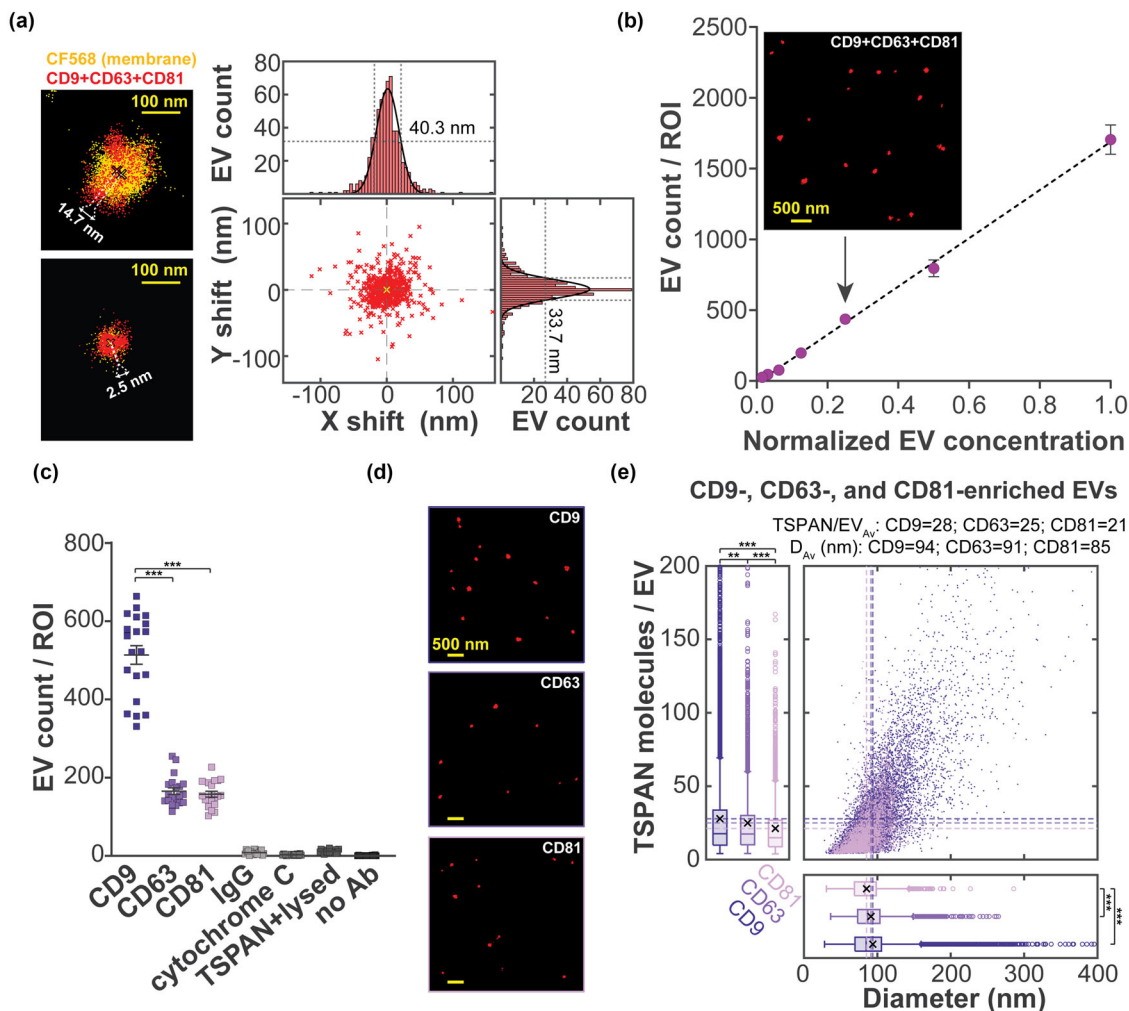 (a)
CF568 (membrane)
CD9+CD63+CD81
100 nm
14.7 nm
100 nm
2.5 nm
EV count
80
60
40
20
40.3 nm
Y shift (nm)
100
0
-100
-100 0 100
X shift (nm)
33.7 nm
0 20 40 60 80
EV count
(b)
CD9+CD63+CD81
500 nm
EV count / ROI
2500
2000
1500
1000
500
0
0.0 0.2 0.4 0.6 0.8 1.0
Normalized EV concentration
(c)
EV count / ROI
800
600
400
200
0
*** ***
CD9
CD63
CD81
IgG
cytochrome C
TSPAN+lysed
no Ab
(d)
CD9
500 nm
CD63
CD81
(e)
CD9-, CD63-, and CD81-enriched EVs
TSPAN/EVAv: CD9=28; CD63=25; CD81=21
DAv (nm): CD9=94; CD63=91; CD81=85
***
** ***
TSPAN molecules / EV
200
150
100
50
0
CD81
CD63
CD9
***
***
100 200 300 400
Diameter (nm)